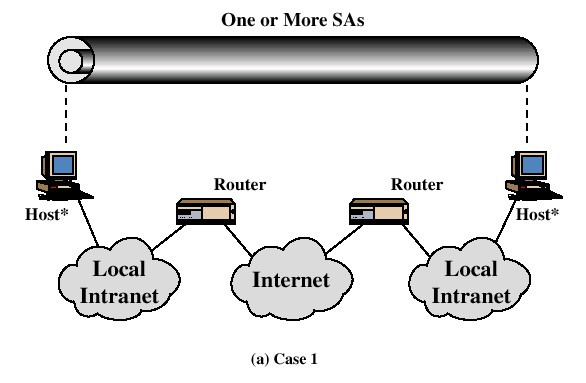 One or More SAs
Router
Router
Host*
Host*
Local
Intranet
Internet
Local
Intranet
(a) Case 1